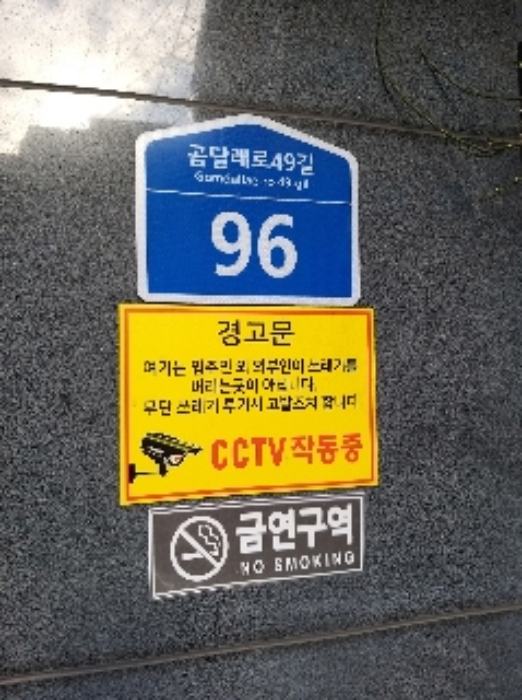 곰달래로49길
Gomdallae-ro 49-gil
96
경고문
여기는 입주민 외 외부인이 쓰레기를
버리는곳이 아닙니다.
무단 쓰레기 투기시 고발조치 합니다
CCTV 작동중
금연구역
NO SMOKING